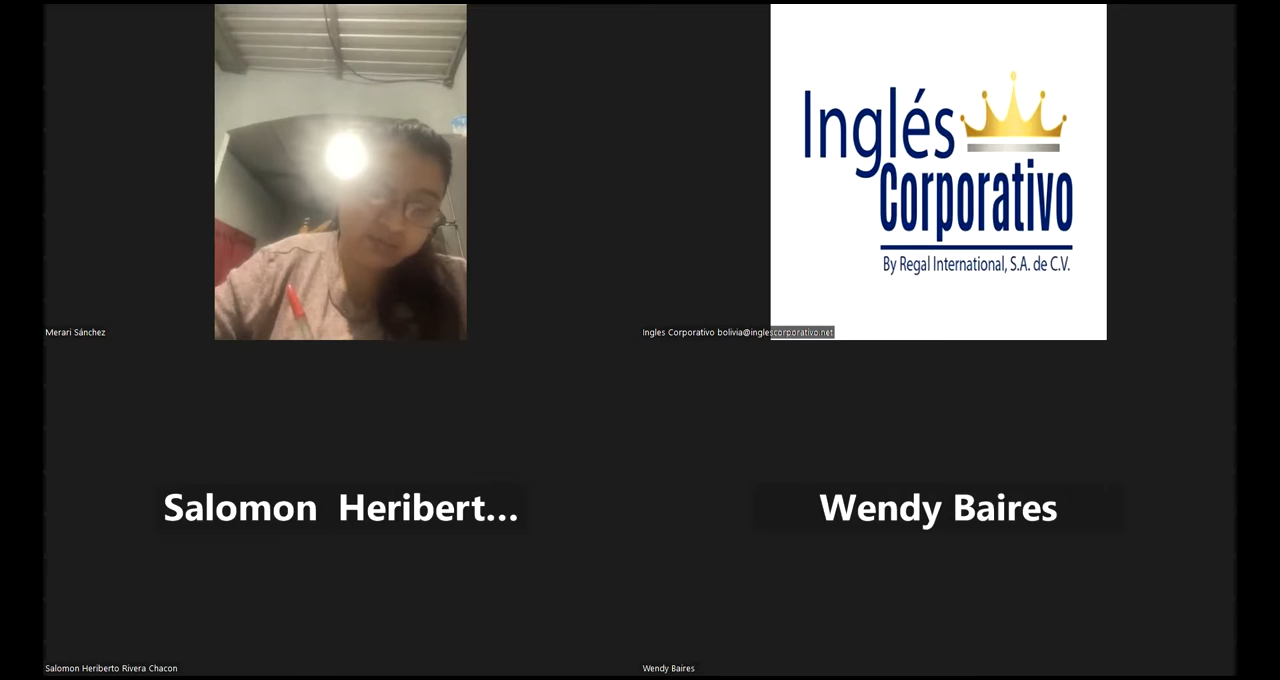 Inglés
Corporativo
By Regal International, S.A. de C.V.
Merari Sánchez
Ingles Corporativo bolivia@inglescorporativo.net
Salomon Heribert...
Wendy Baires
Salomon Heriberto Rivera Chacon
Wendy Baires